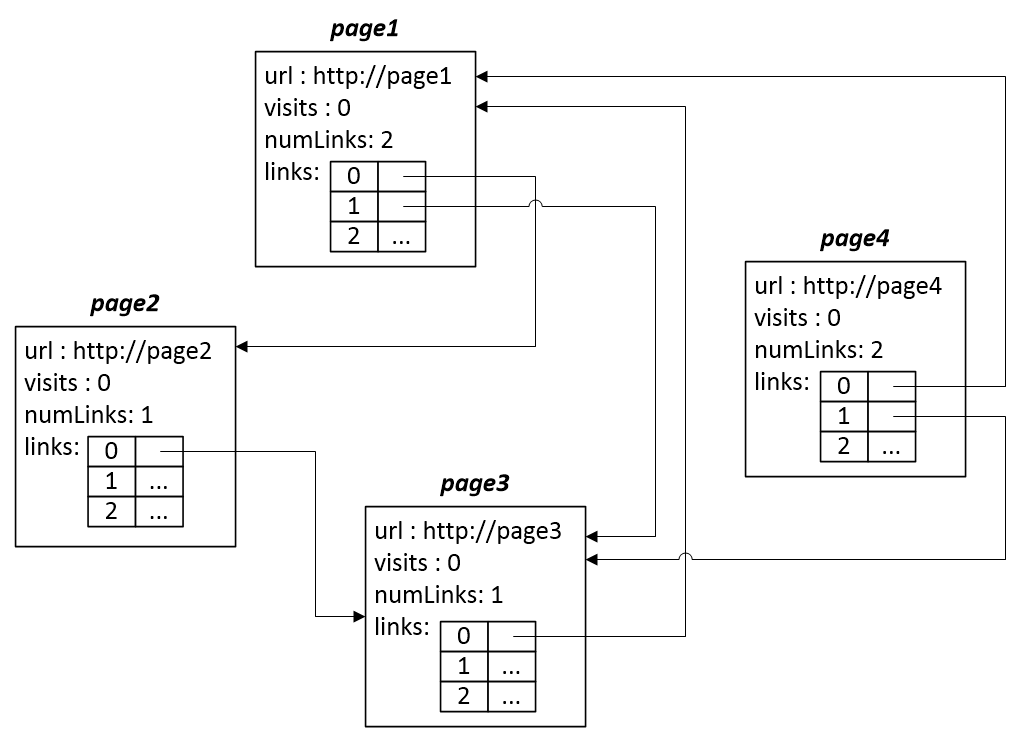 page1
url : http://page1
visits : 0
numLinks: 2
links:
0
1
2 ...
page4
url : http://page4
visits : 0
numLinks: 2
links:
0
1
2 ...
page2
url : http://page2
visits : 0
numLinks: 1
links:
0
1 ...
2 ...
page3
url : http://page3
visits : 0
numLinks: 1
links:
0
1 ...
2 ...